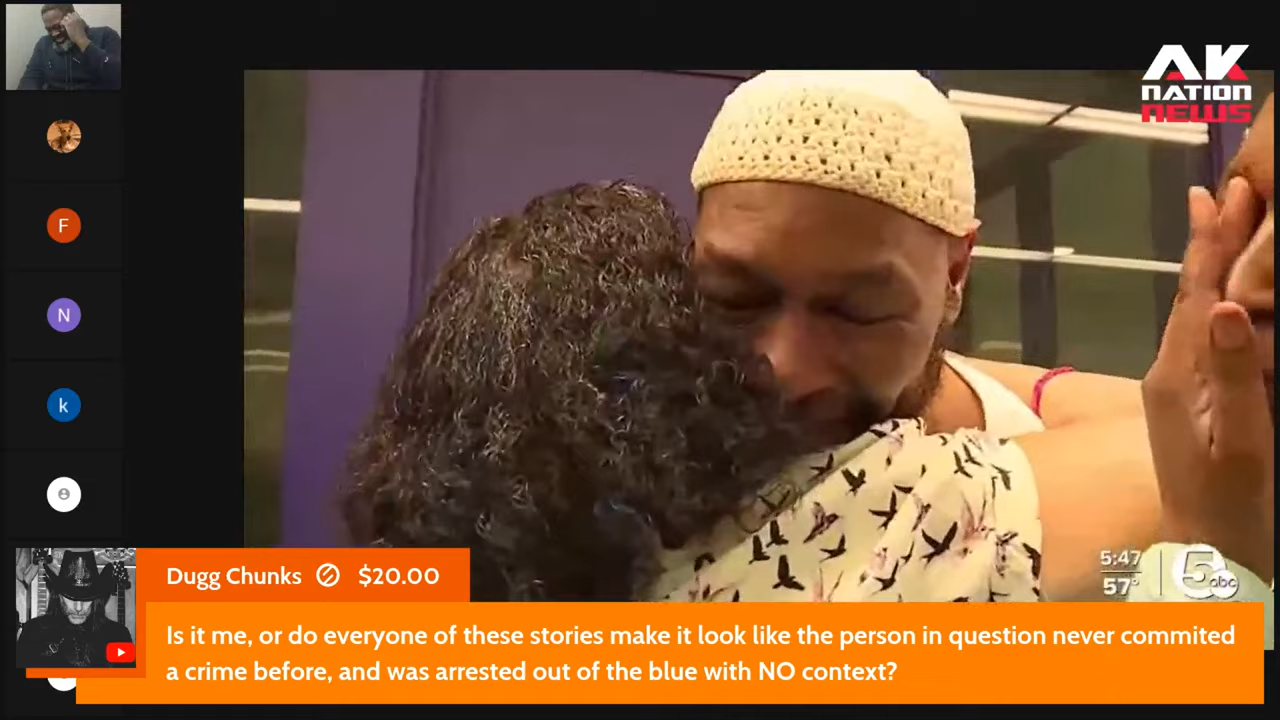 AK
NATION
NEWS
F
N
k
5:47
57°
5 abc
Dugg Chunks $20.00
Is it me, or do everyone of these stories make it look like the person in question never commited
a crime before, and was arrested out of the blue with NO context?